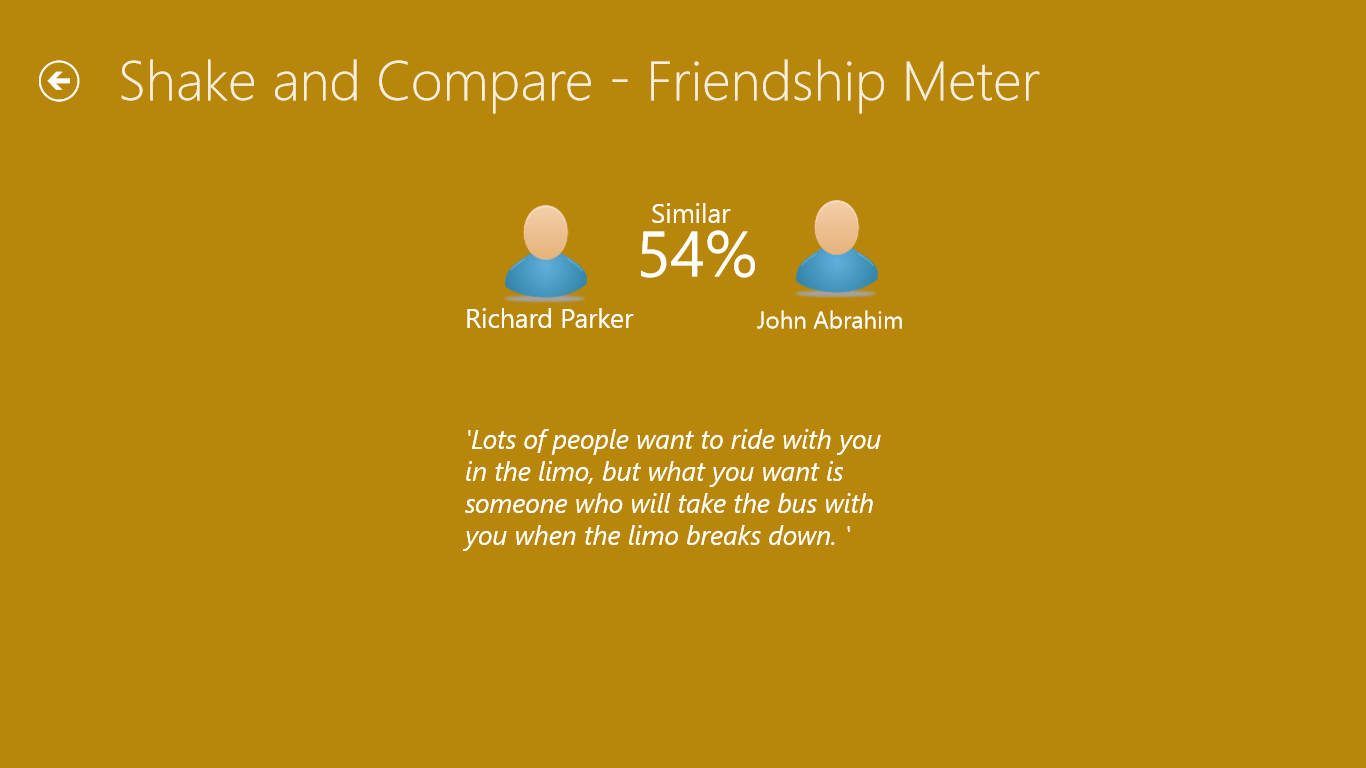 Shake and Compare - Friendship Meter
Similar
54%
Richard Parker
John Abrahim
'Lots of people want to ride with you
in the limo, but what you want is
someone who will take the bus with
you when the limo breaks down. '